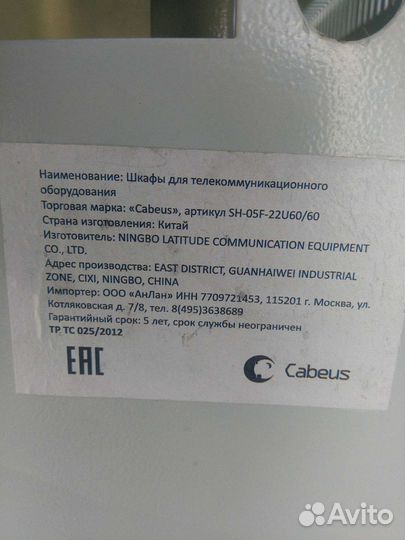 Наименование: Шкафы для телекоммуникационного
оборудования
Торговая марка: «Cabeus», артикул SH-05F-22U60/60
Страна изготовления: Китай
Изготовитель: NINGBO LATITUDE COMMUNICATION EQUIPMENT
CO., LTD.
Адрес производства: EAST DISTRICT, GUANHAIWEI INDUSTRIAL
ZONE, CIXI, NINGBO, CHINA
Импортер: ООО «АнЛан» ИНН 7709721453, 115201 г. Москва, ул.
Котляковская д. 7/8, тел. 8(495)3638689
Гарантийный срок: 5 лет, срок службы неограничен
ТР ТС 025/2012
EAC
Cabeus
Avito